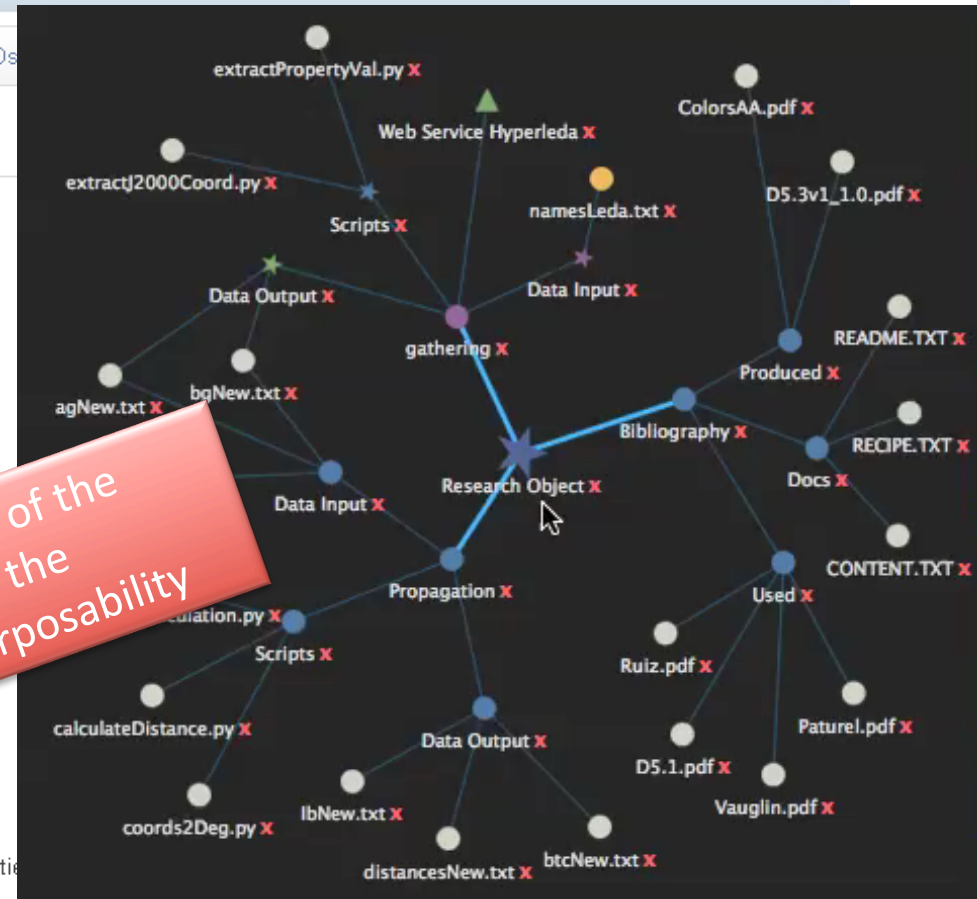 extractPropertyVal.py x
ColorsAA.pdf x
Web Service Hyperleda x
extractJ2000Coord.py x
D5.3v1_1.0.pdf x
namesLeda.txt x
Scripts x
Data Input x
Data Output x
README.TXT x
gathering x
Produced x
bgNew.txt x
agNew.txt x
Bibliography x
RECIPE.TXT x
Research Object x
Docs x
of the
Data Input x
the
rposability
CONTENT.TXT x
Propagation x
Used x
ulation.py x
Scripts x
Ruiz.pdf x
calculateDistance.py x
Paturel.pdf x
Data Output x
D5.1.pdf x
Vauglin.pdf x
lbNew.txt x
coords2Deg.py x
btcNew.txt x
distancesNew.txt x